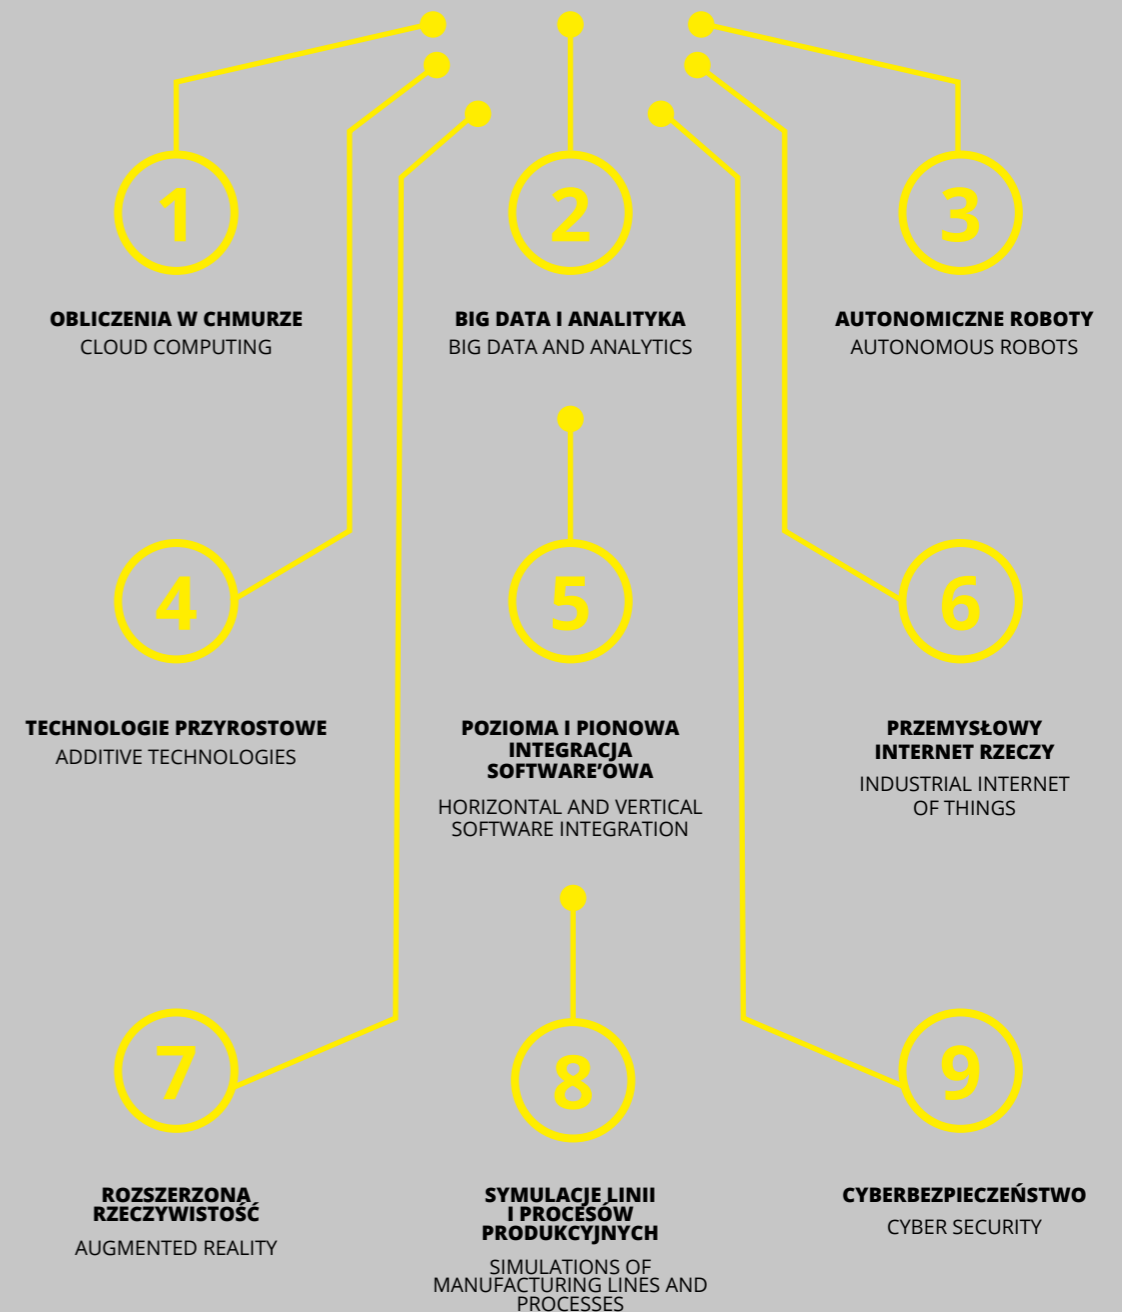 1
OBLICZENIA W CHMURZE
CLOUD COMPUTING
2
BIG DATA I ANALITYKA
BIG DATA AND ANALYTICS
3
AUTONOMICZNE ROBOTY
AUTONOMOUS ROBOTS
4
TECHNOLOGIE PRZYROSTOWE
ADDITIVE TECHNOLOGIES
5
POZIOMA I PIONOWA
INTEGRACJA
SOFTWARE’OWA
HORIZONTAL AND VERTICAL
SOFTWARE INTEGRATION
6
PRZEMYSŁOWY
INTERNET RZECZY
INDUSTRIAL INTERNET
OF THINGS
7
ROZSZERZONA
RZECZYWISTOŚĆ
AUGMENTED REALITY
8
SYMULACJE LINII
I PROCESÓW
PRODUKCYJNYCH
SIMULATIONS OF
MANUFACTURING LINES AND
PROCESSES
9
CYBERBEZPIECZEŃSTWO
CYBER SECURITY